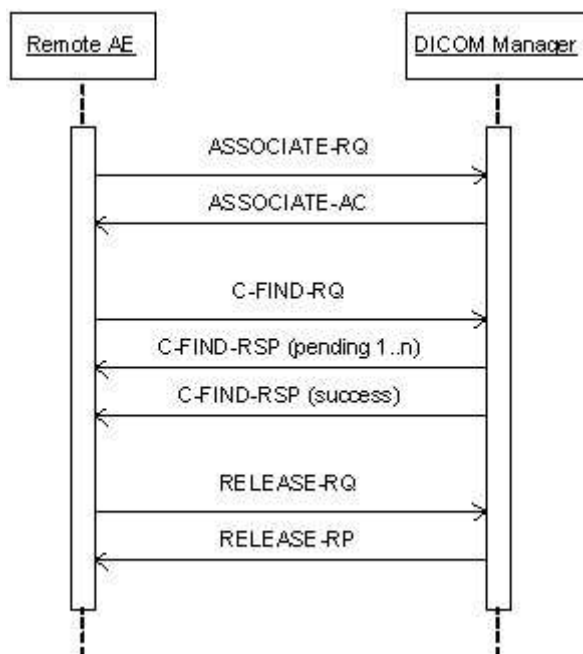 Remote AE
DICOM Manager
ASSOCIATE-RQ
ASSOCIATE-AC
C-FIND-RQ
C-FIND-RSP (pending 1..n)
C-FIND-RSP (success)
RELEASE-RQ
RELEASE-RP